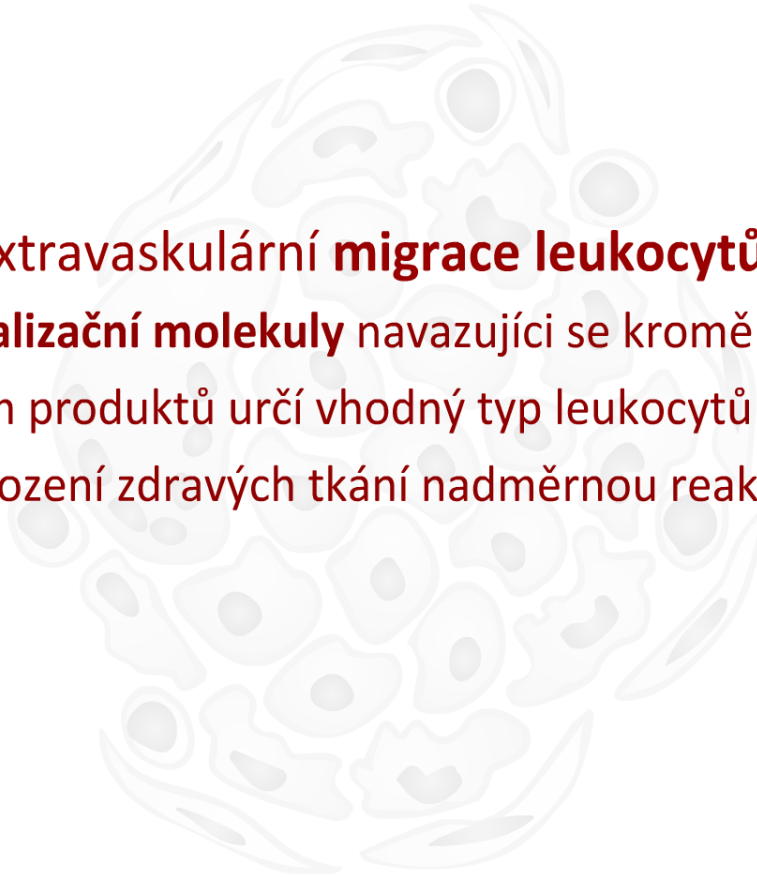 xtravaskulární migrace leukocytů
alizační molekuly navazujíci se kromě
produktů určí vhodný typ leukocytů
ození zdravých tkání nadměrnou reak